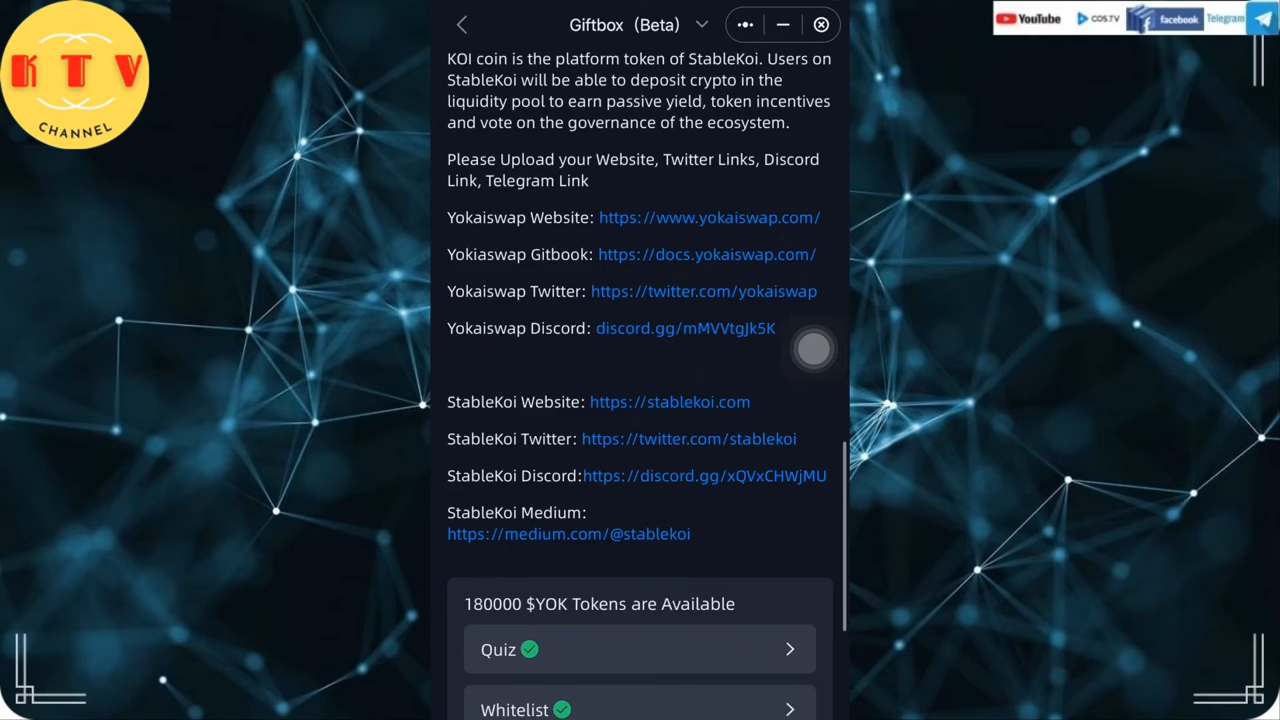 KTV
CHANNEL
YouTube
COS.TV
facebook
Telegram
Giftbox (Beta)
KOI coin is the platform token of StableKoi. Users on
StableKoi will be able to deposit crypto in the
liquidity pool to earn passive yield, token incentives
and vote on the governance of the ecosystem.
Please Upload your Website, Twitter Links, Discord
Link, Telegram Link
Yokaiswap Website: https://www.yokaiswap.com/
Yokiaswap Gitbook: https://docs.yokaiswap.com/
Yokaiswap Twitter: https://twitter.com/yokaiswap
Yokaiswap Discord: discord.gg/mMVVtgJk5K
StableKoi Website: https://stablekoi.com
StableKoi Twitter: https://twitter.com/stablekoi
StableKoi Discord:https://discord.gg/xQVxCHWjMU
StableKoi Medium:
https://medium.com/@stablekoi
180000 $YOK Tokens are Available
Quiz
Whitelist